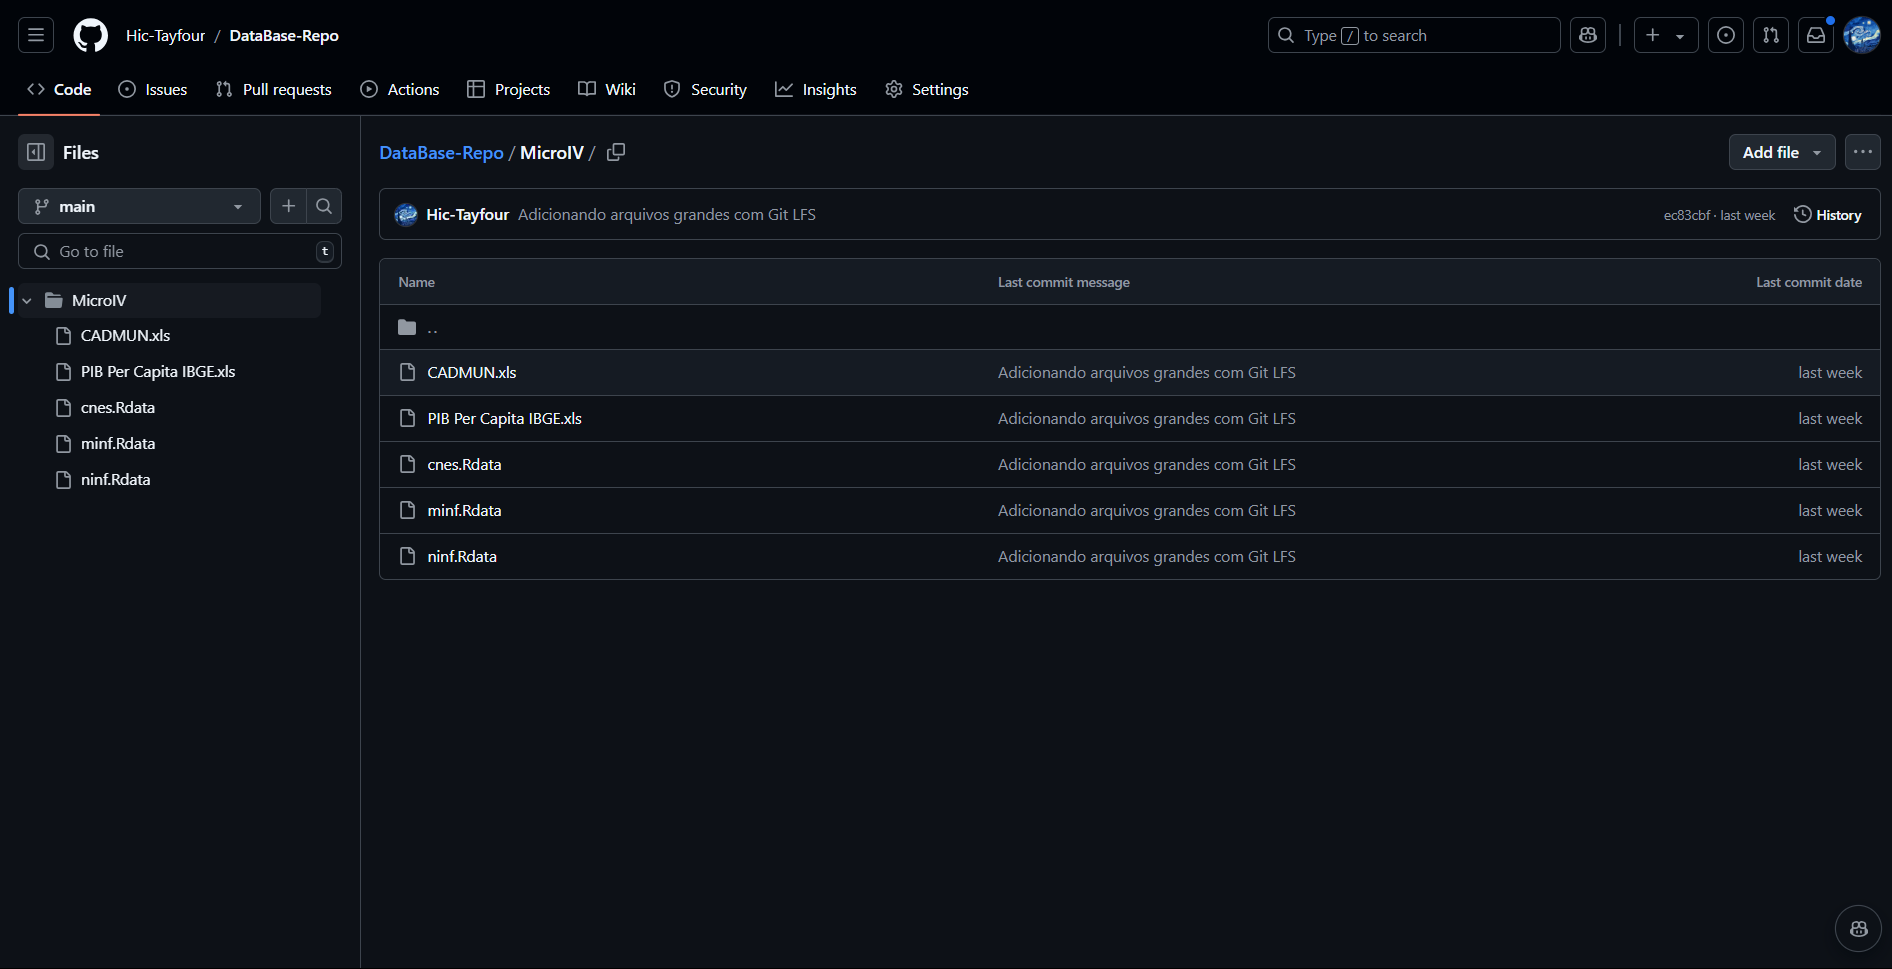 Hic-Tayfour / DataBase-Repo
Type / to search
Code Issues Pull requests Actions Projects Wiki Security Insights Settings
Files
main
Go to file t
MicroIV
CADMUN.xls
PIB Per Capita IBGE.xls
cnes.Rdata
minf.Rdata
ninf.Rdata
DataBase-Repo / MicroIV /
Add file
Hic-Tayfour Adicionando arquivos grandes com Git LFS
ec83cbf · last week History
Name Last commit message Last commit date
..
CADMUN.xls Adicionando arquivos grandes com Git LFS last week
PIB Per Capita IBGE.xls Adicionando arquivos grandes com Git LFS last week
cnes.Rdata Adicionando arquivos grandes com Git LFS last week
minf.Rdata Adicionando arquivos grandes com Git LFS last week
ninf.Rdata Adicionando arquivos grandes com Git LFS last week